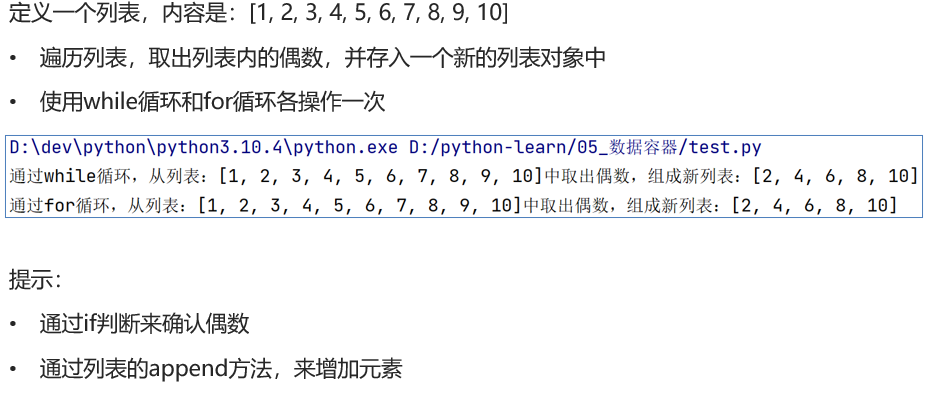 定义一个列表，内容是：[1, 2, 3, 4, 5, 6, 7, 8, 9, 10]
• 遍历列表，取出列表内的偶数，并存入一个新的列表对象中
• 使用while循环和for循环各操作一次
D:\dev\python\python3.10.4\python.exe D:/python-learn/05_数据容器/test.py
通过while循环，从列表：[1, 2, 3, 4, 5, 6, 7, 8, 9, 10]中取出偶数，组成新列表：[2, 4, 6, 8, 10]
通过for循环，从列表：[1, 2, 3, 4, 5, 6, 7, 8, 9, 10]中取出偶数，组成新列表：[2, 4, 6, 8, 10]
提示：
• 通过if判断来确认偶数
• 通过列表的append方法，来增加元素